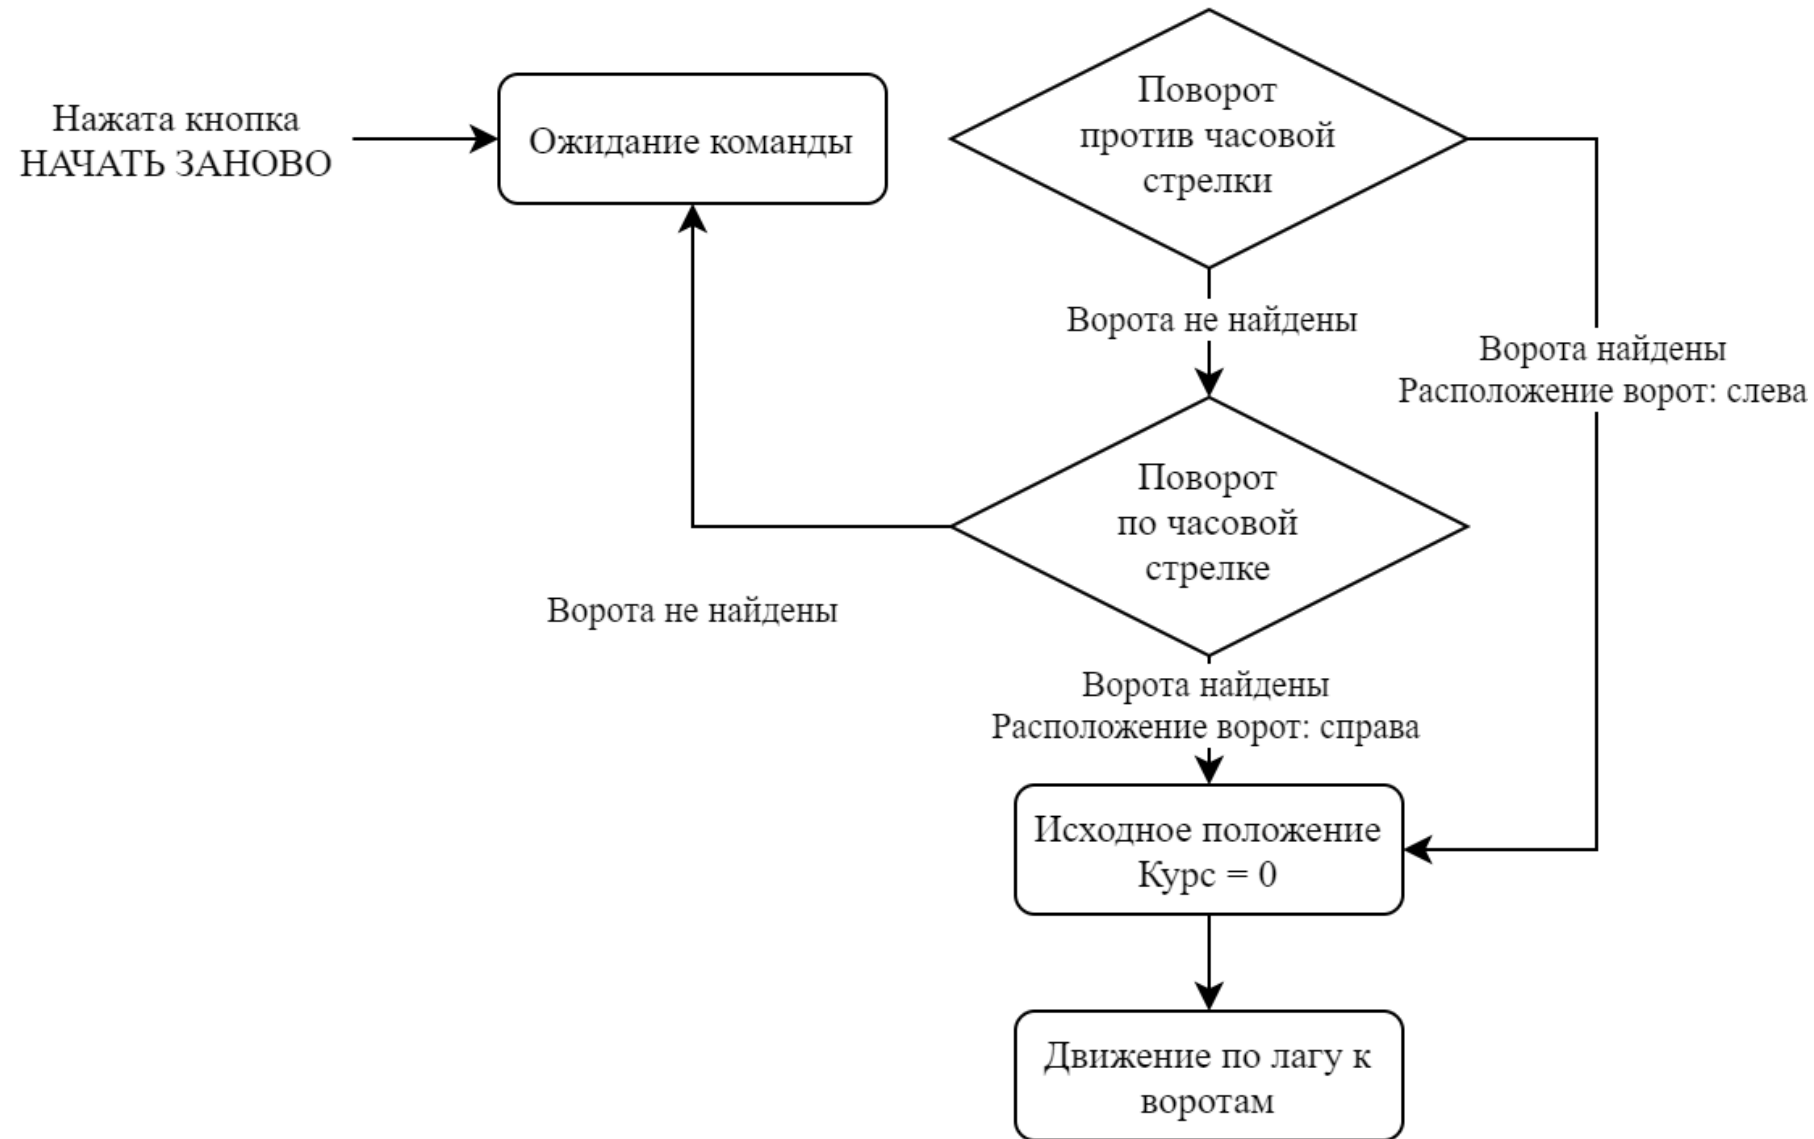 Нажата кнопка
НАЧАТЬ ЗАНОВО
Ожидание команды
Поворот
против часовой
стрелки
Ворота не найдены
Ворота найдены
Расположение ворот: слева
Поворот
по часовой
стрелке
Ворота не найдены
Ворота найдены
Расположение ворот: справа
Исходное положение
Курс = 0
Движение по лагу к
воротам